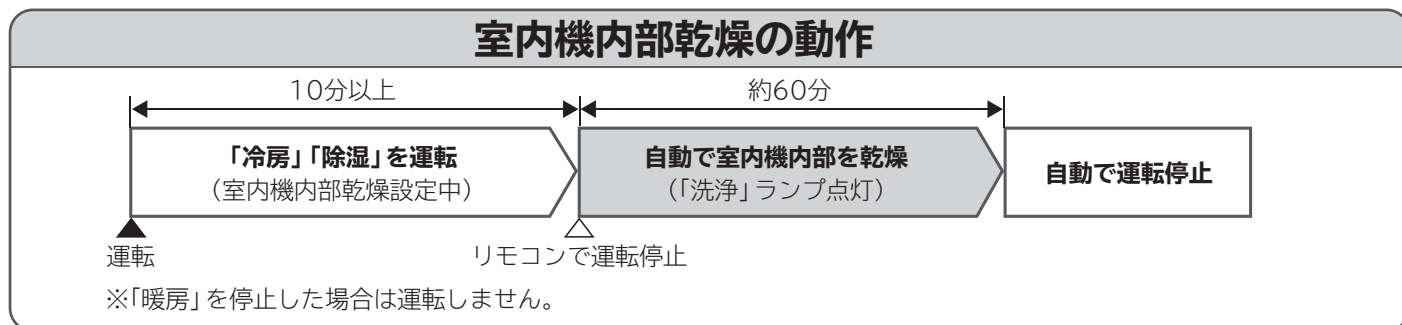 室内機内部乾燥の動作
10分以上
約60分
「冷房」「除湿」を運転
（室内機内部乾燥設定中）
自動で室内機内部を乾燥
（「洗浄」ランプ点灯）
自動で運転停止
運転
リモコンで運転停止
※「暖房」を停止した場合は運転しません。